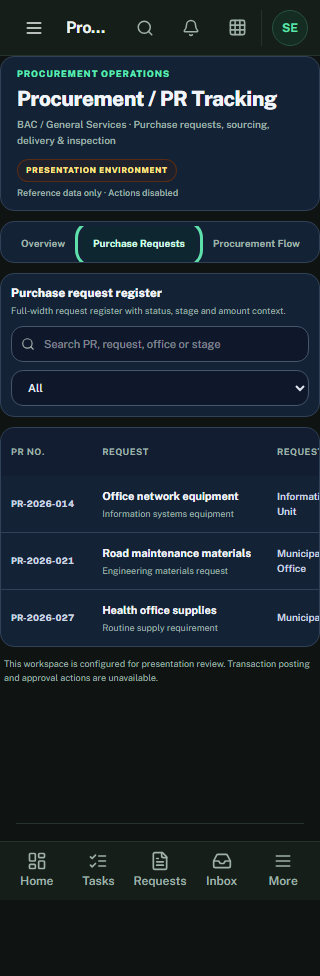 Pro...
SE
PROCUREMENT OPERATIONS
Procurement / PR Tracking
BAC / General Services · Purchase requests, sourcing,
delivery & inspection
PRESENTATION ENVIRONMENT
Reference data only · Actions disabled
Overview Purchase Requests Procurement Flow
Purchase request register
Full-width request register with status, stage and amount context.
Search PR, request, office or stage
All
PR NO. REQUEST REQUEST
PR-2026-014 Office network equipment Informati
Information systems equipment Unit
PR-2026-021 Road maintenance materials Municipa
Engineering materials request Office
PR-2026-027 Health office supplies Municipa
Routine supply requirement
This workspace is configured for presentation review. Transaction posting
and approval actions are unavailable.
Home Tasks Requests Inbox More